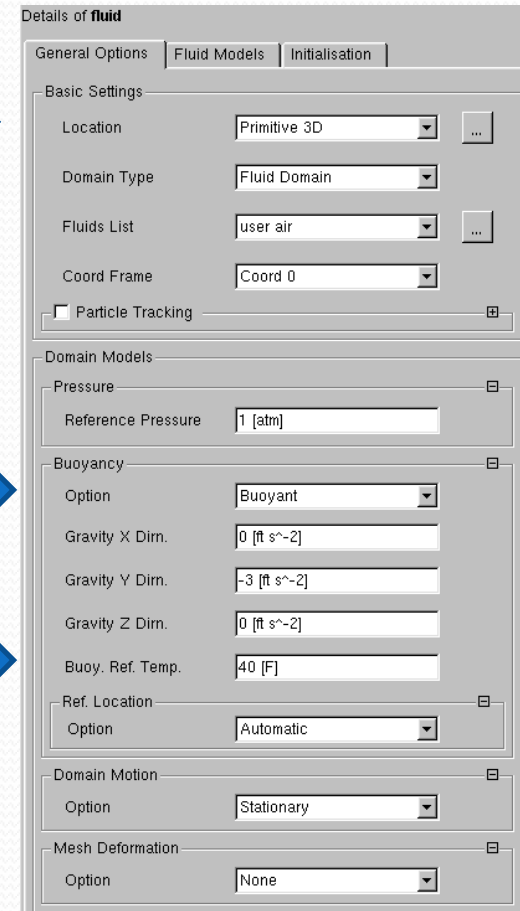 Details of fluid
General Options Fluid Models Initialisation
Basic Settings
Location Primitive 3D ...
Domain Type Fluid Domain
Fluids List user air ...
Coord Frame Coord 0
Particle Tracking
Domain Models
Pressure
Reference Pressure 1 [atm]
Buoyancy
Option Buoyant
Gravity X Dirn. 0 [ft s^-2]
Gravity Y Dirn. -3 [ft s^-2]
Gravity Z Dirn. 0 [ft s^-2]
Buoy. Ref. Temp. 40 [F]
Ref. Location
Option Automatic
Domain Motion
Option Stationary
Mesh Deformation
Option None